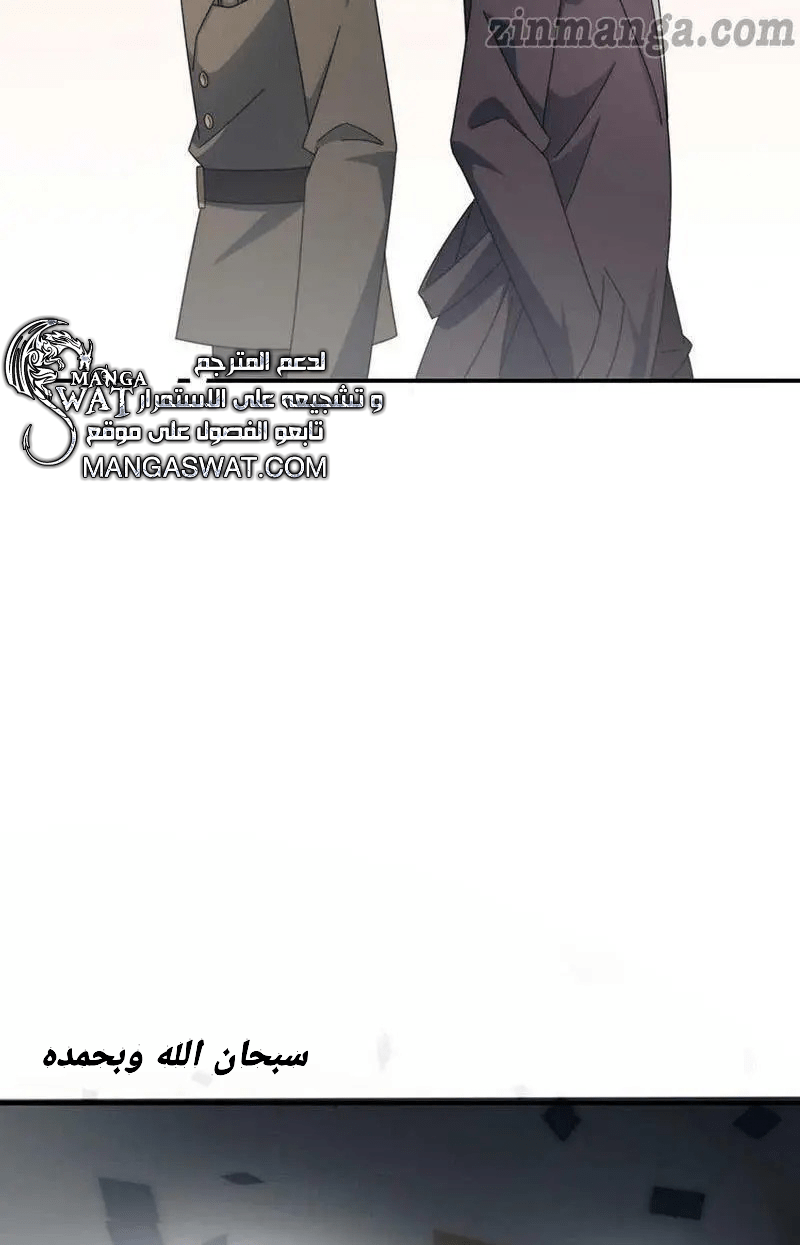 zinmanga.com
MANGA
SWAT
لدعم المترجم
و تشجيعه على الاستمرار
تابعو الفصول على موقع
MANGASWAT.COM
سبحان الله وبحمده